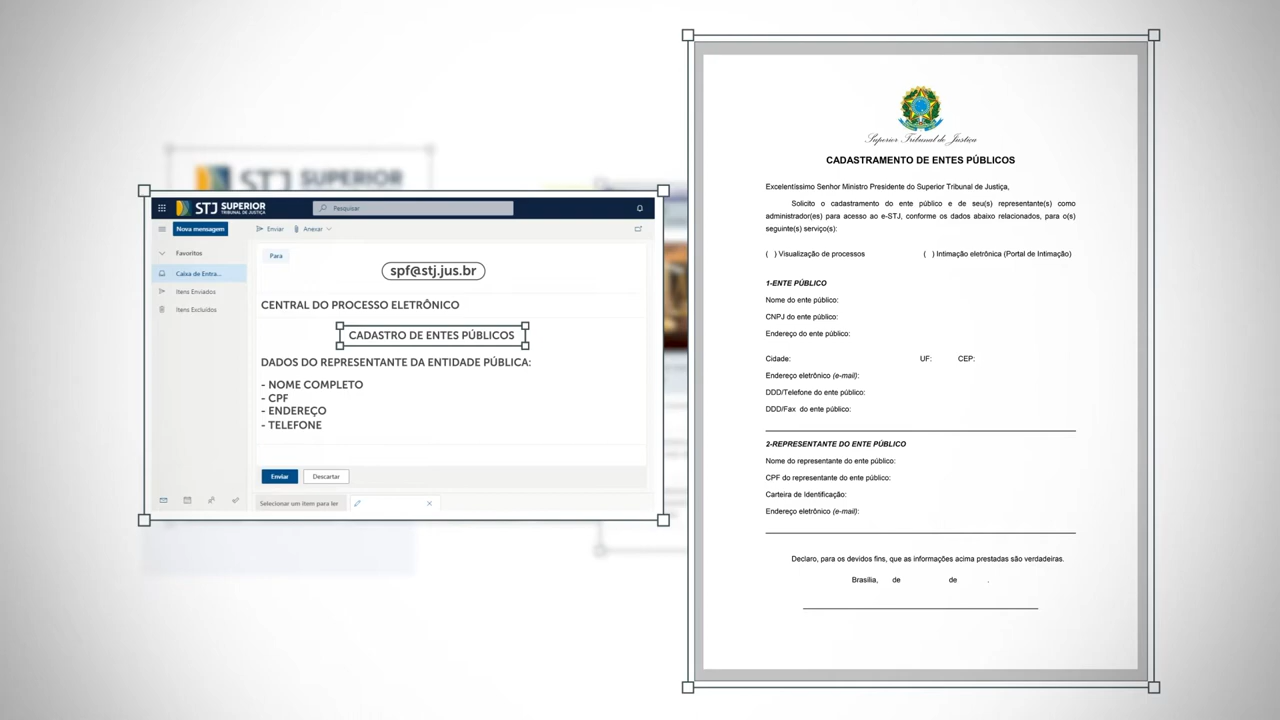 STJ SUPERIOR
STJ SUPERIOR
TRIBUNAL DE JUSTIÇA
Pesquisar
Nova mensagem
Enviar
Anexar
Favoritos
Caixa de Entra...
Itens Enviados
Itens Excluídos
Para
spf@stj.jus.br
CENTRAL DO PROCESSO ELETRÔNICO
CADASTRO DE ENTES PÚBLICOS
DADOS DO REPRESENTANTE DA ENTIDADE PÚBLICA:
- NOME COMPLETO
- CPF
- ENDEREÇO
- TELEFONE
Enviar
Descartar
Selecionar um item para ler
Superior Tribunal de Justiça
CADASTRAMENTO DE ENTES PÚBLICOS
Excelentíssimo Senhor Ministro Presidente do Superior Tribunal de Justiça,
Solicito o cadastramento do ente público e de seu(s) representante(s) como
administrador(es) para acesso ao e-STJ, conforme os dados abaixo relacionados, para o(s)
seguinte(s) serviço(s):
( ) Visualização de processos ( ) Intimação eletrônica (Portal de Intimação)
1-ENTE PÚBLICO
Nome do ente público:
CNPJ do ente público:
Endereço do ente público:
Cidade: UF: CEP:
Endereço eletrônico (e-mail):
DDD/Telefone do ente público:
DDD/Fax do ente público:
2-REPRESENTANTE DO ENTE PÚBLICO
Nome do representante do ente público:
CPF do representante do ente público:
Carteira de Identificação:
Endereço eletrônico (e-mail):
Declaro, para os devidos fins, que as informações acima prestadas são verdadeiras.
Brasília, de de .